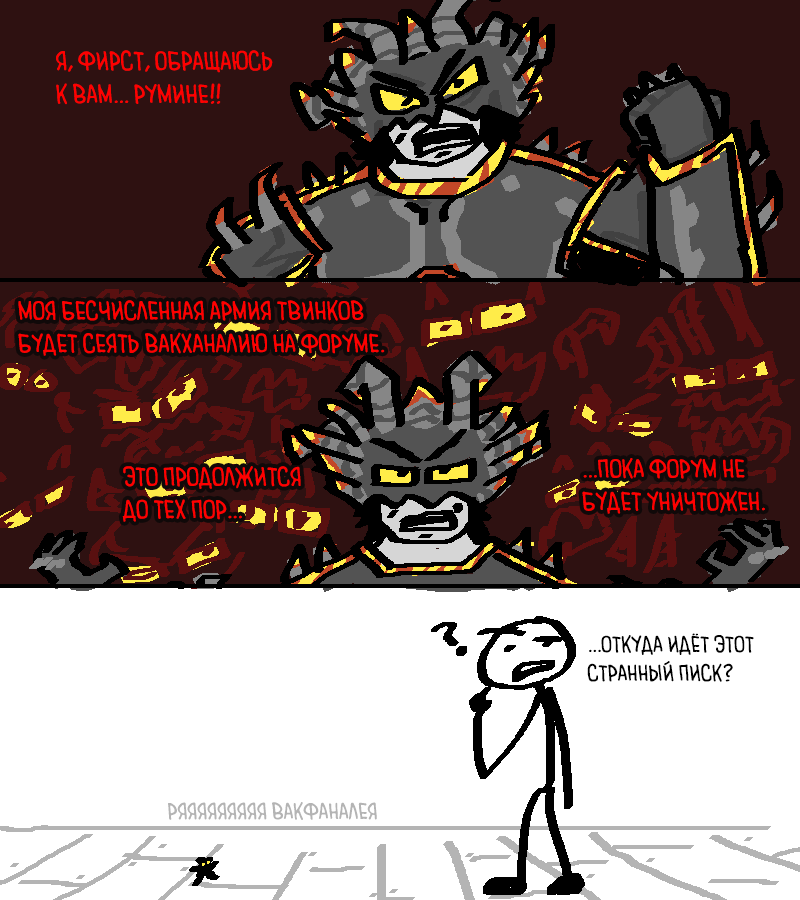 Я, ФИРСТ, ОБРАЩАЮСЬ
К ВАМ... РУМИНЕ!!
МОЯ БЕСЧИСЛЕННАЯ АРМИЯ ТВИНКОВ
БУДЕТ СЕЯТЬ ВАКХАНАЛИЮ НА ФОРУМЕ.
ЭТО ПРОДОЛЖИТСЯ
ДО ТЕХ ПОР...
...ПОКА ФОРУМ НЕ
БУДЕТ УНИЧТОЖЕН.
?
...ОТКУДА ИДЁТ ЭТОТ
СТРАННЫЙ ПИСК?
РЯЯЯЯЯЯЯЯЯ ВАКФАНАЛЕЯ